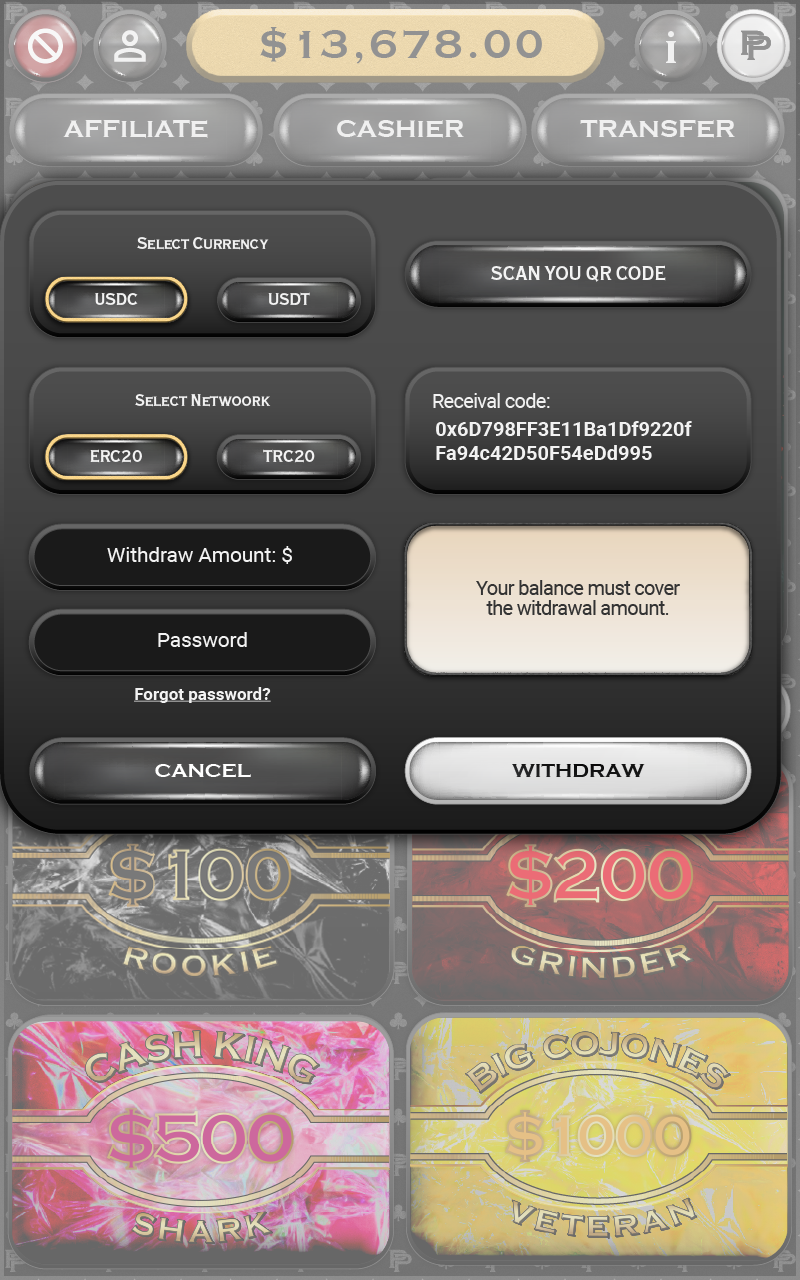 $13,678.00
i
PP
AFFILIATE CASHIER TRANSFER
Select Currency
USDC USDT
SCAN YOU QR CODE
Select Netwoork
ERC20 TRC20
Receival code:
0x6D798FF3E11Ba1Df9220f
Fa94c42D50F54eDd995
Withdraw Amount: $
Password
Forgot password?
Your balance must cover
the witdrawal amount.
CANCEL WITHDRAW
$100 $200
ROOKIE GRINDER
CASH KING BIG COJONES
$500 $1000
SHARK VETERAN